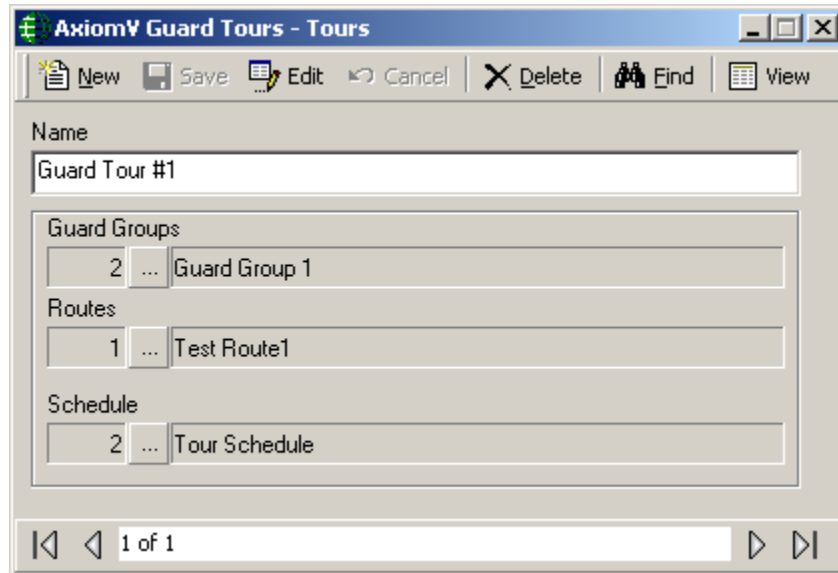 AxiomV Guard Tours - Tours
New Save Edit Cancel Delete Find View
Name
Guard Tour #1
Guard Groups
2 ... Guard Group 1
Routes
1 ... Test Route1
Schedule
2 ... Tour Schedule
1 of 1